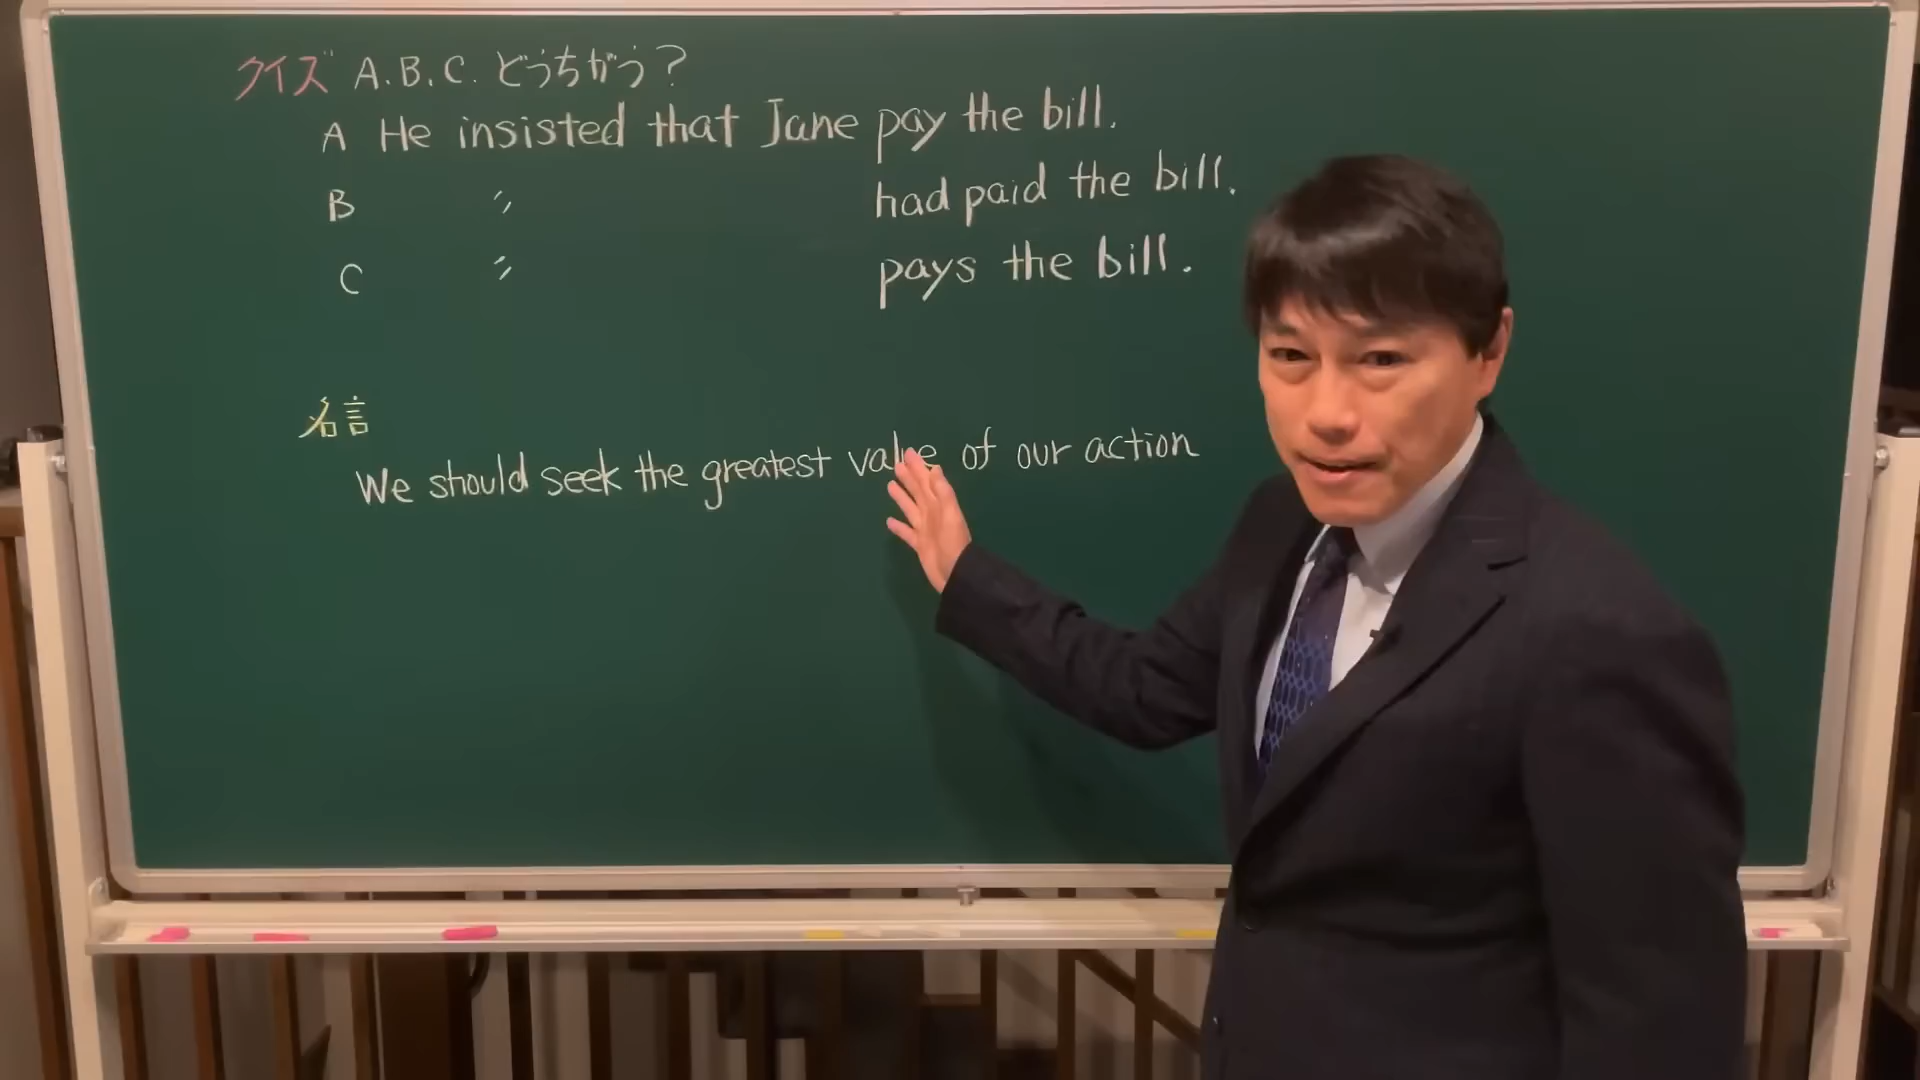 クイズ A.B.C. どうちがう?
A He insisted that Jane pay the bill.
B 〃 had paid the bill.
C 〃 pays the bill.
名言
We should seek the greatest value of our action